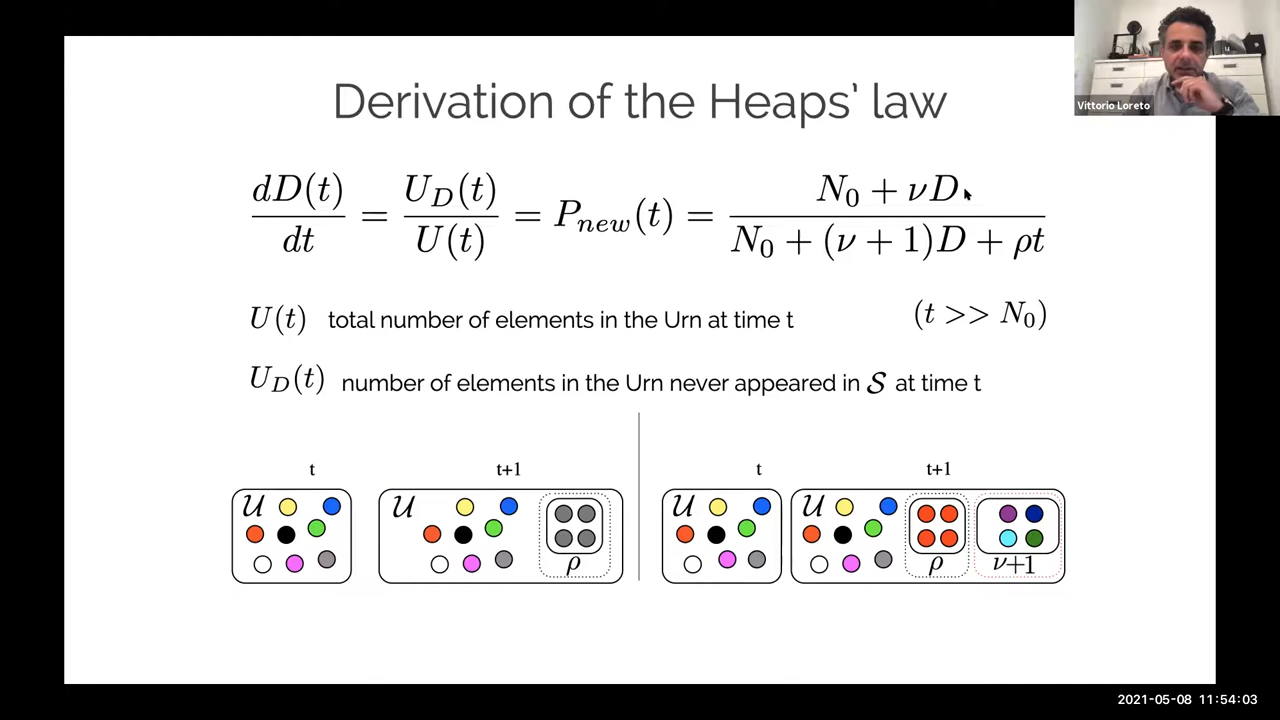 Vittorio Loreto
Derivation of the Heaps' law
dD(t)/dt = U_D(t)/U(t) = P_new(t) = (N_0 + νD)/(N_0 + (ν + 1)D + ρt)
U(t) total number of elements in the Urn at time t (t >> N_0)
U_D(t) number of elements in the Urn never appeared in S at time t
t t+1 t t+1
U U U U
ρ ρ ν+1
2021-05-08 11:54:03